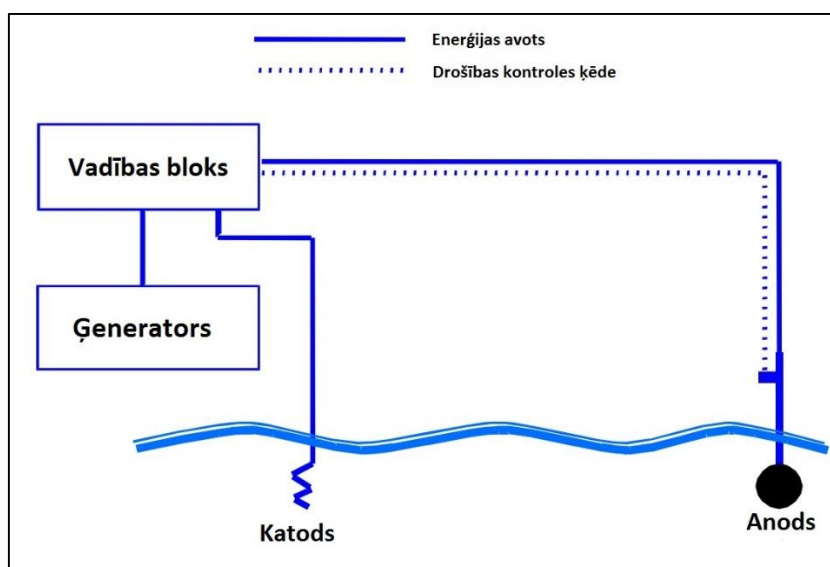 Enerģijas avots
Drošības kontroles ķēde
Vadības bloks
Ģenerators
Katods
Anods